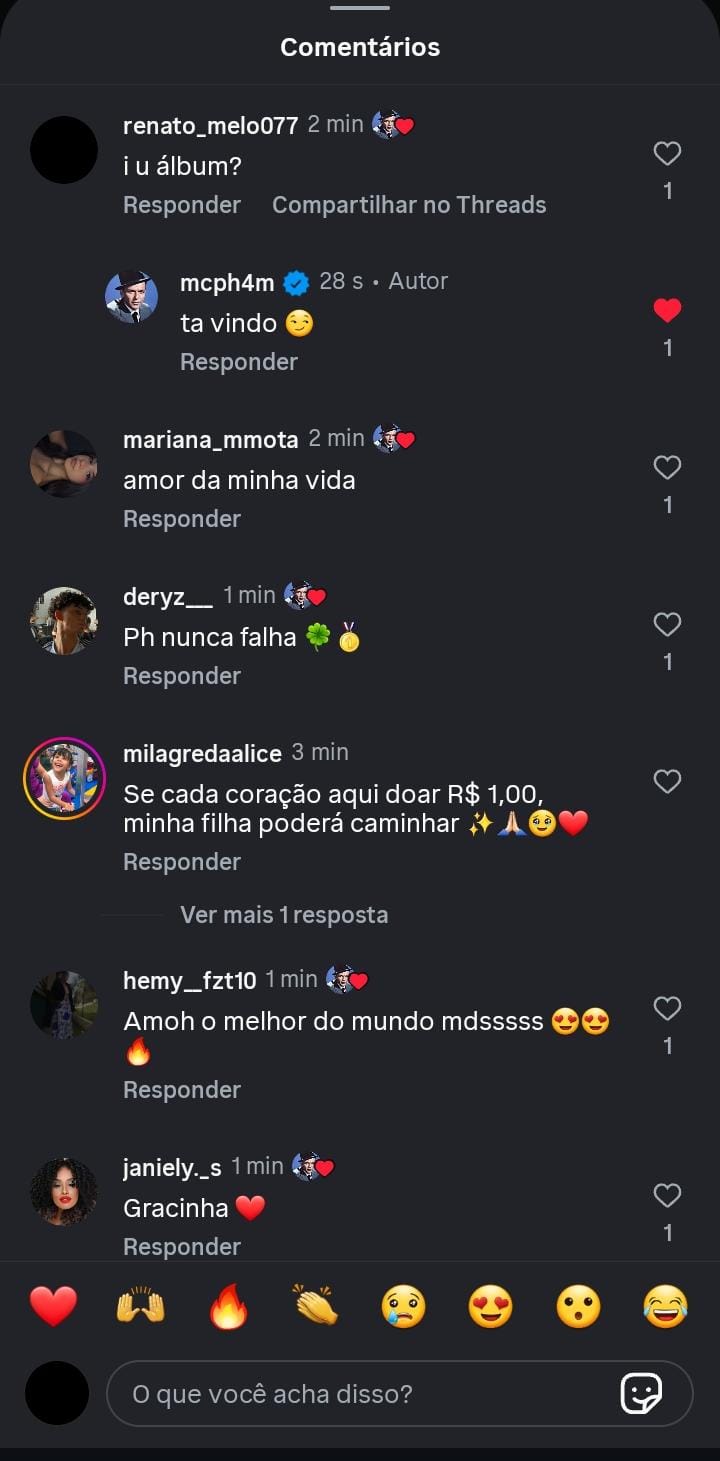 Comentários
renato_melo077 2 min
i u álbum?
1
Responder Compartilhar no Threads
mcph4m 28 s • Autor
ta vindo 😏
1
Responder
mariana_mmota 2 min
amor da minha vida
1
Responder
deryz___ 1 min
Ph nunca falha 🍀🏅
1
Responder
milagredaalice 3 min
Se cada coração aqui doar R$ 1,00,
minha filha poderá caminhar ✨🙏🏻🥹❤️
Responder
Ver mais 1 resposta
hemy__fzt10 1 min
Amoh o melhor do mundo mdsssss 😍😍
🔥
1
Responder
janiely._s 1 min
Gracinha ❤️
1
Responder
❤️ 🙌 🔥 👏 😢 😍 😮 😂
O que você acha disso?